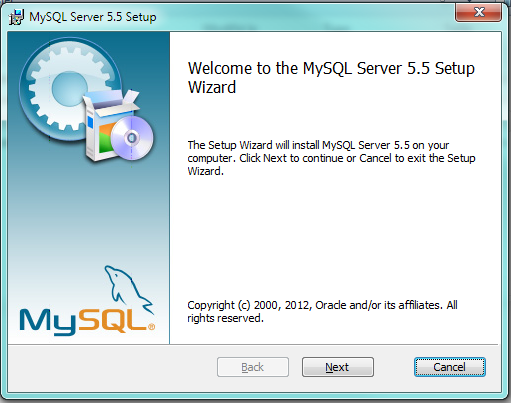 MySQL Server 5.5 Setup
Welcome to the MySQL Server 5.5 Setup
Wizard
The Setup Wizard will install MySQL Server 5.5 on your
computer. Click Next to continue or Cancel to exit the Setup
Wizard.
MySQL®
Copyright (c) 2000, 2012, Oracle and/or its affiliates. All
rights reserved.
Back Next Cancel